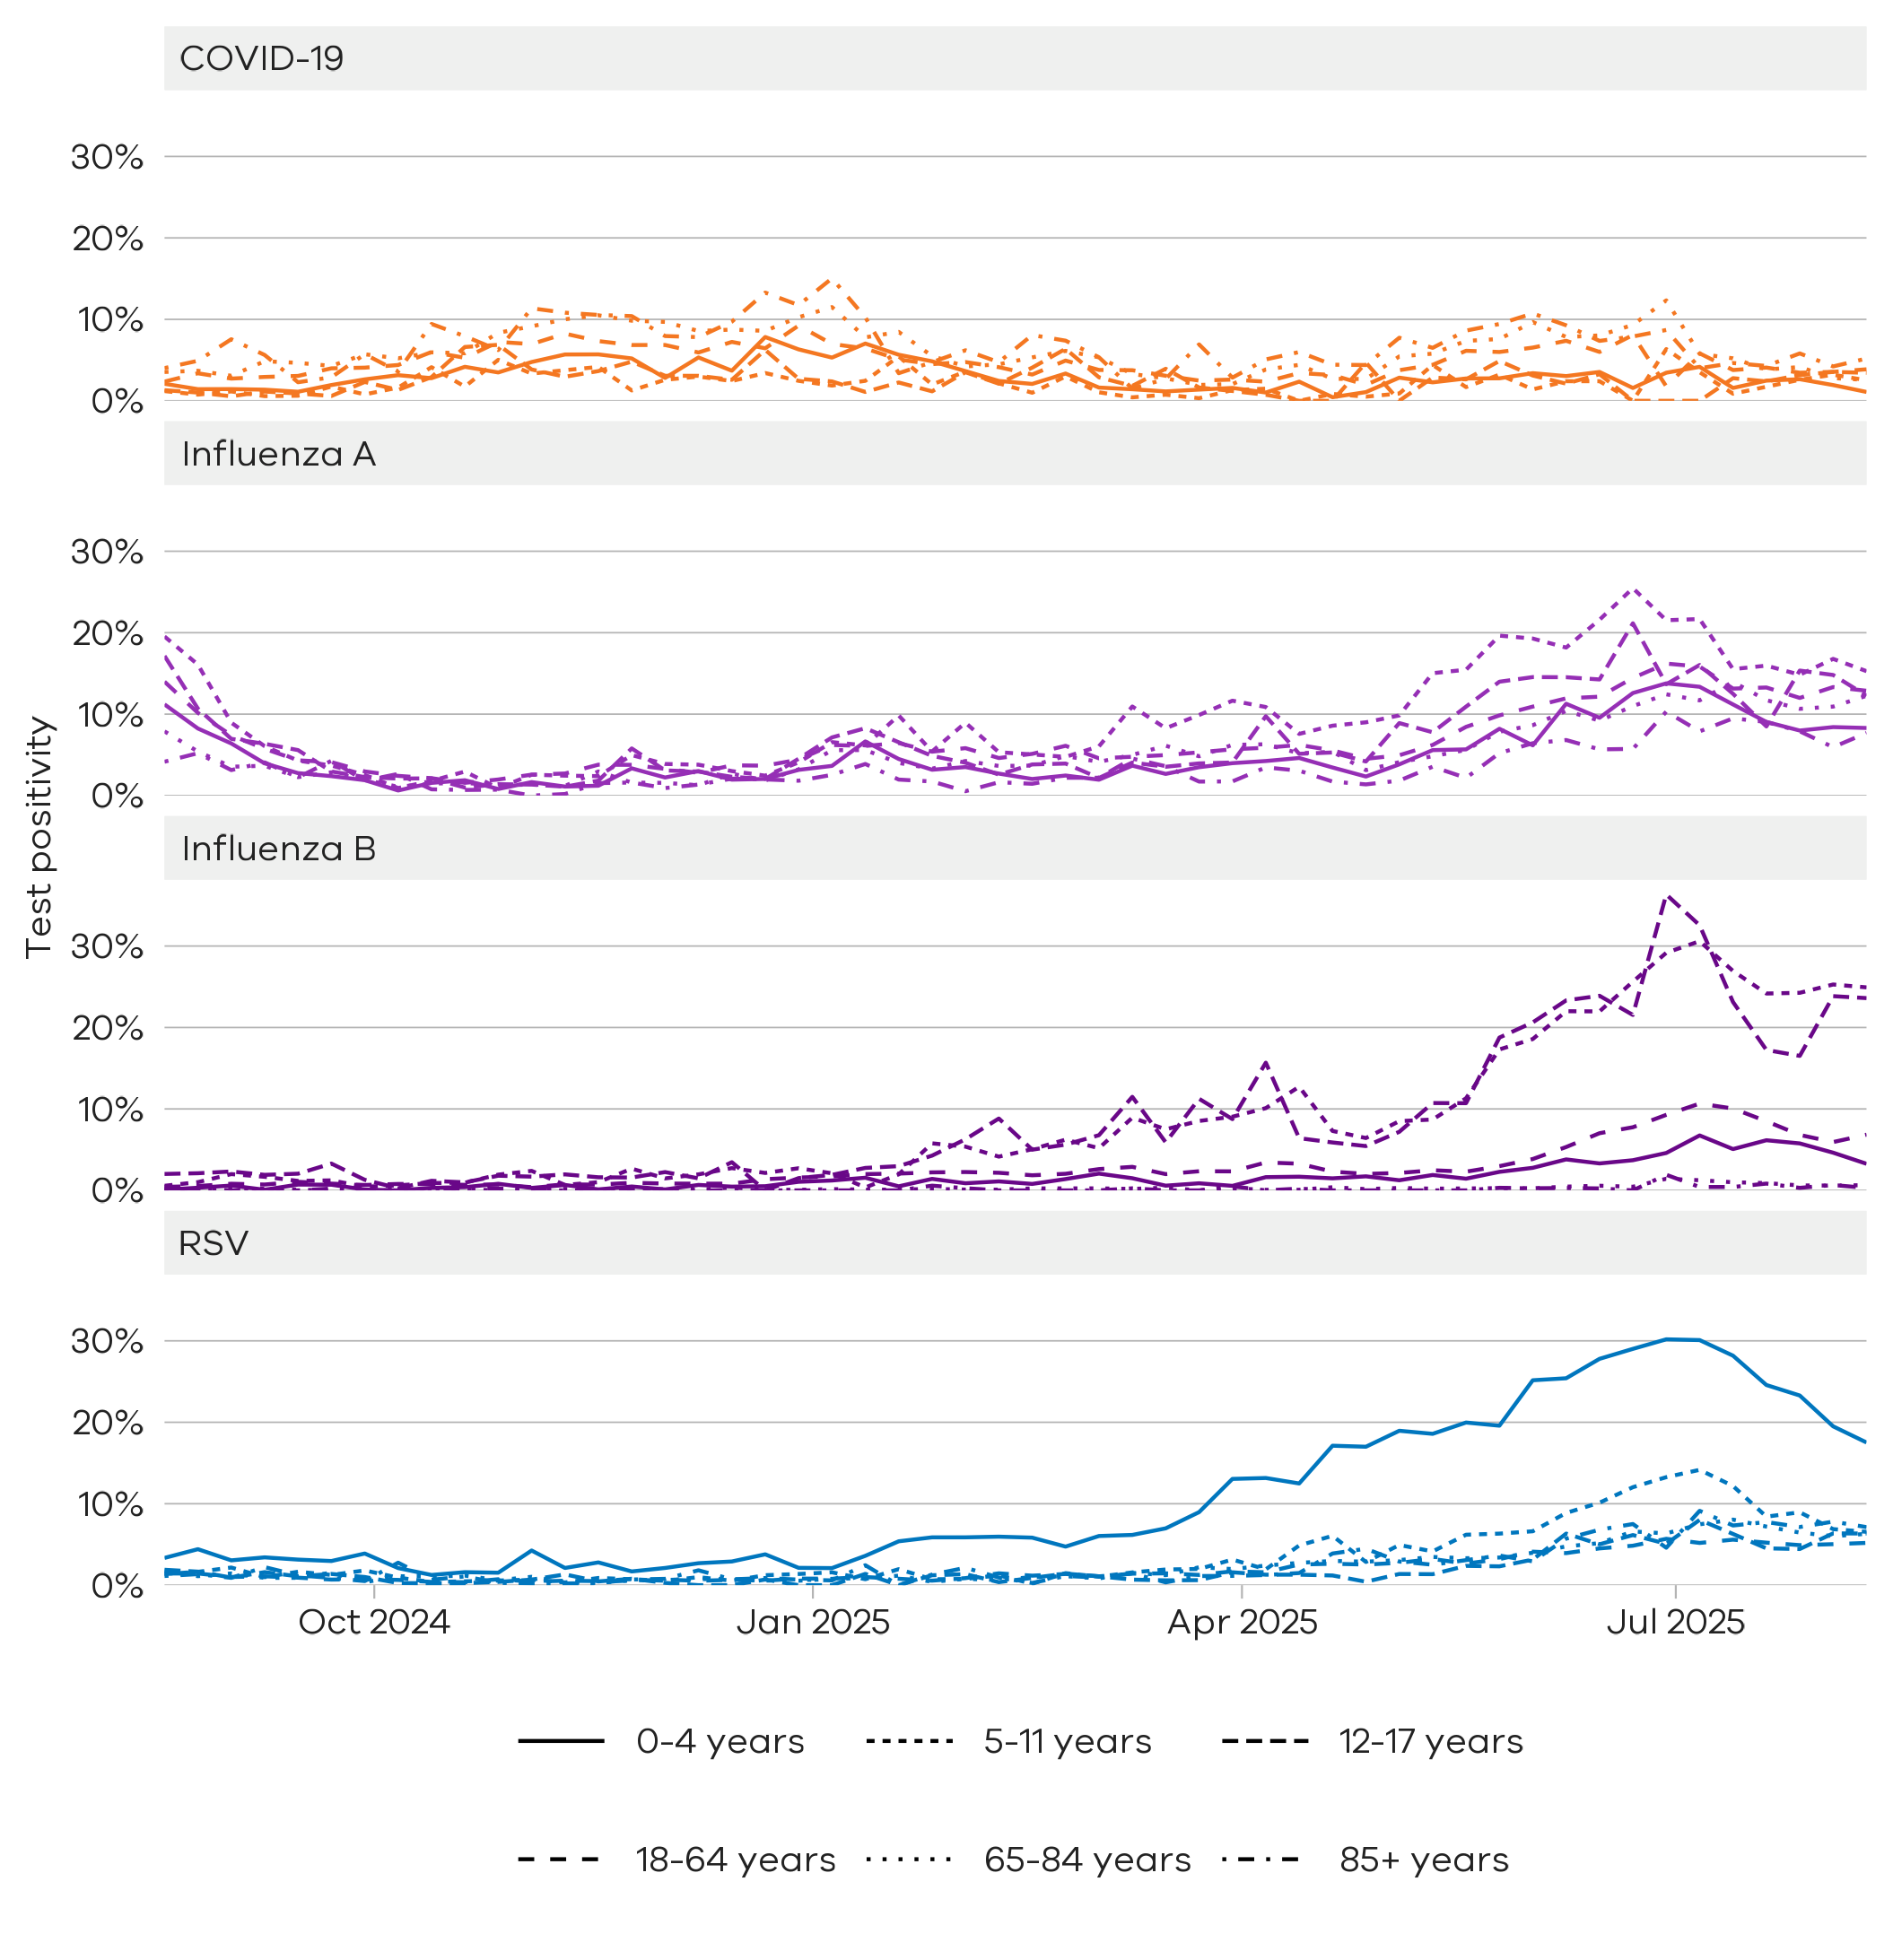 COVID-19
30%
20%
10%
0%
Influenza A
30%
20%
10%
0%
Test positivity
Influenza B
30%
20%
10%
0%
RSV
30%
20%
10%
0%
Oct 2024 Jan 2025 Apr 2025 Jul 2025
0-4 years 5-11 years 12-17 years
18-64 years 65-84 years 85+ years